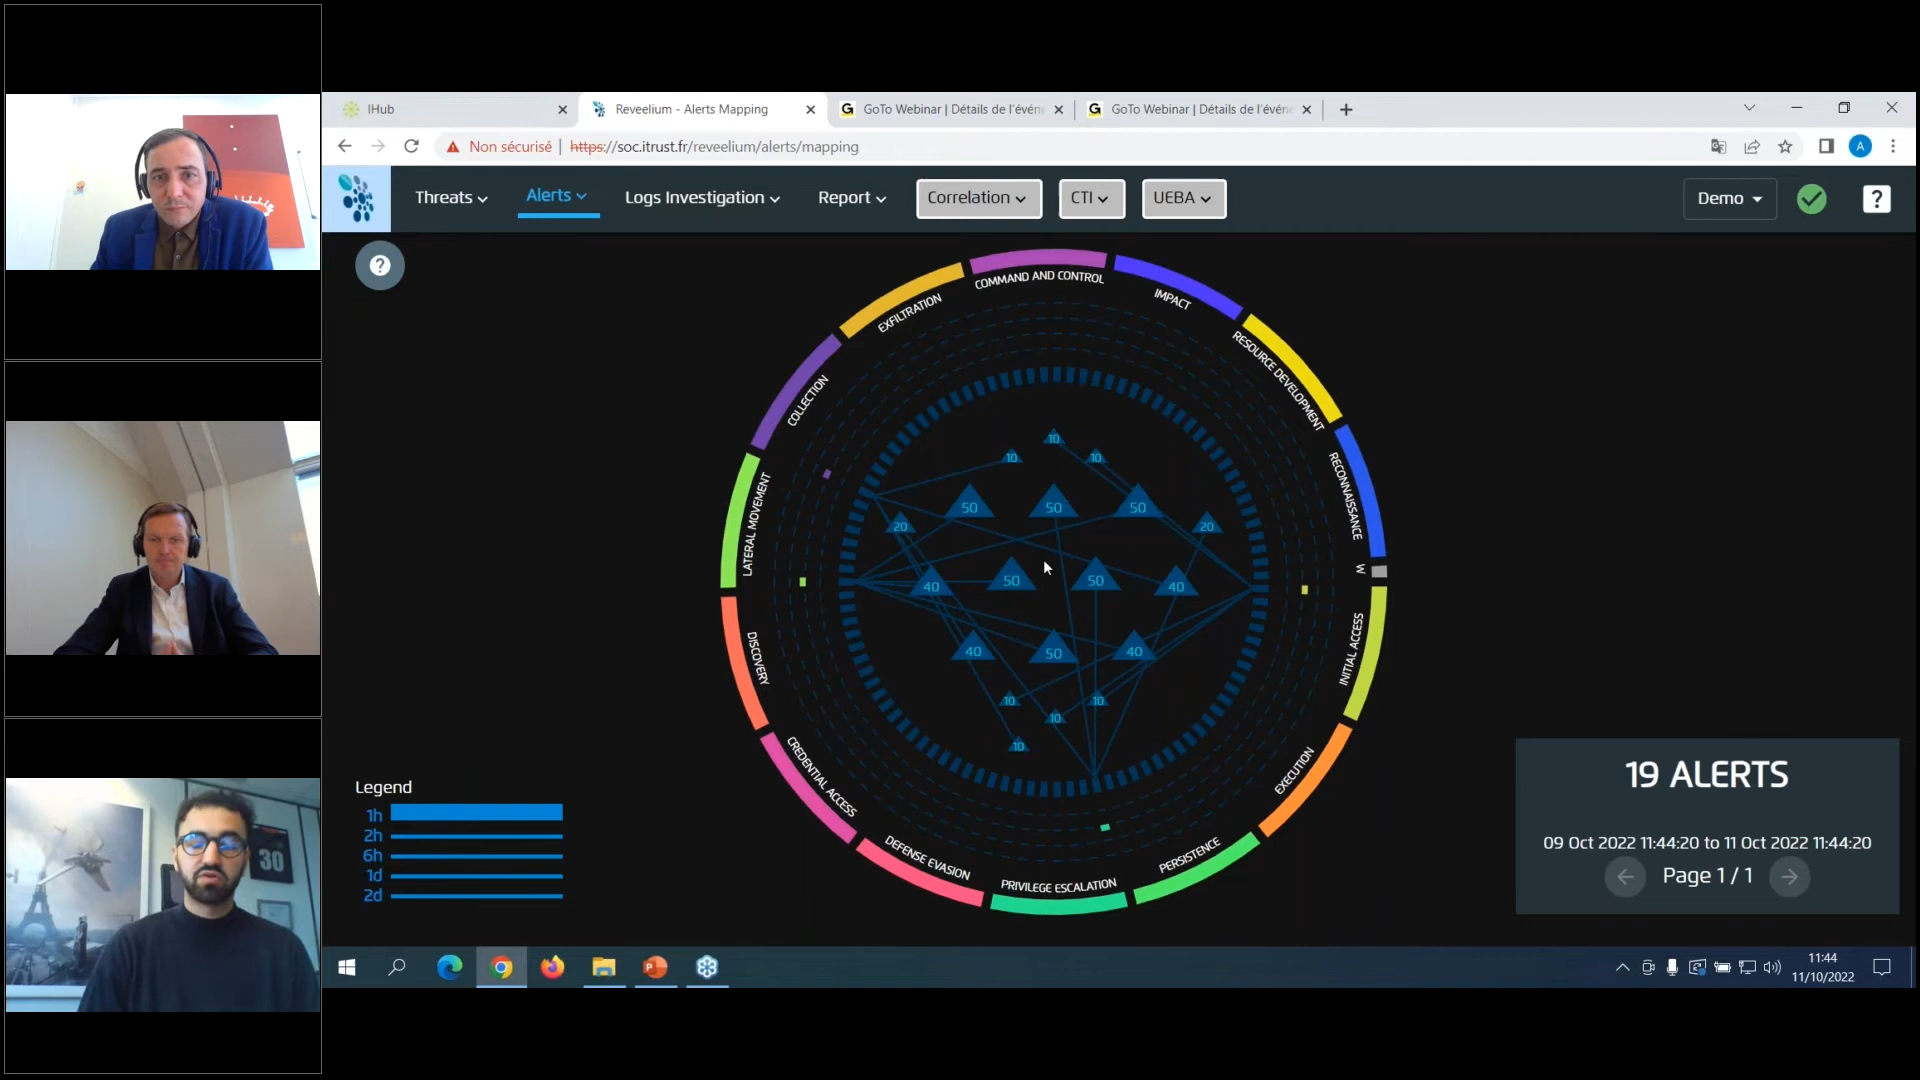 IHub
Reveelium - Alerts Mapping
GoTo Webinar | Détails de l'événe
GoTo Webinar | Détails de l'événe
Non sécurisé | https://soc.itrust.fr/reveelium/alerts/mapping
A
Threats
Alerts
Logs Investigation
Report
Correlation
CTI
UEBA
Demo
?
?
COMMAND AND CONTROL
IMPACT
RESOURCE DEVELOPMENT
RECONNAISSANCE
W
INITIAL ACCESS
EXECUTION
PERSISTENCE
PRIVILEGE ESCALATION
DEFENSE EVASION
CREDENTIAL ACCESS
DISCOVERY
LATERAL MOVEMENT
COLLECTION
EXFILTRATION
10
10 10
50 50 50
20 20
40 50 50 40
40 50 40
10 10
10
10
Legend
1h
2h
6h
1d
2d
19 ALERTS
09 Oct 2022 11:44:20 to 11 Oct 2022 11:44:20
Page 1 / 1
30
11:44
11/10/2022